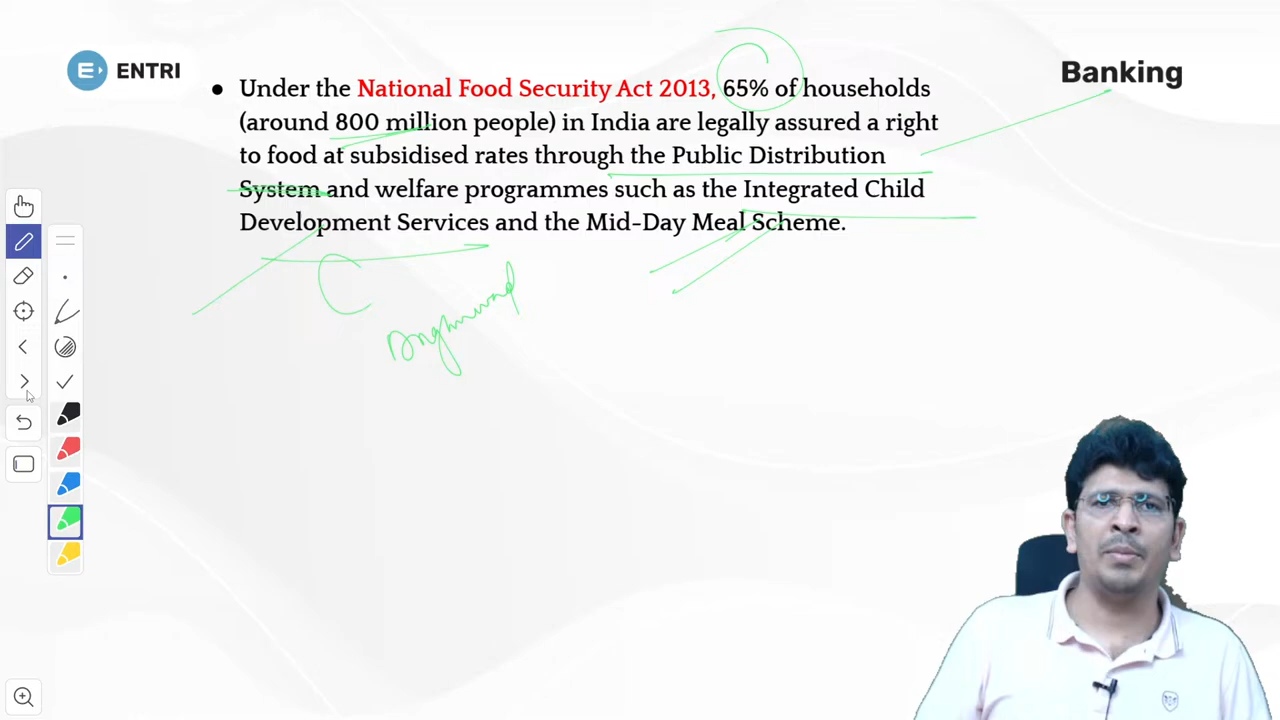 ENTRI
Banking
Under the National Food Security Act 2013, 65% of households
(around 800 million people) in India are legally assured a right
to food at subsidised rates through the Public Distribution
System and welfare programmes such as the Integrated Child
Development Services and the Mid-Day Meal Scheme.